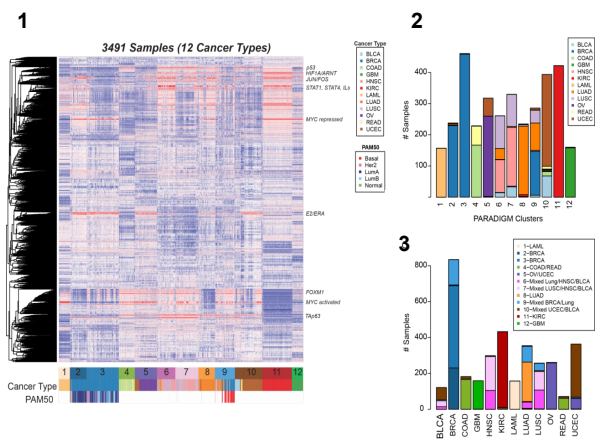 1
3491 Samples (12 Cancer Types)
p53
HIF1A/ARNT
JUN/FOS
STAT1, STAT4, ILs
MYC repressed
E2/ERA
FOXM1
MYC activated
TAp63
1 2 3 4 5 6 7 8 9 10 11 12
Cancer Type
PAM50
Cancer Type
BLCA
BRCA
COAD
GBM
HNSC
KIRC
LAML
LUAD
LUSC
OV
READ
UCEC
PAM50
Basal
Her2
LumA
LumB
Normal
2
# Samples
400
300
200
100
1 2 3 4 5 6 7 8 9 10 11 12
PARADIGM Clusters
BLCA
BRCA
COAD
GBM
HNSC
KIRC
LAML
LUAD
LUSC
OV
READ
UCEC
3
# Samples
800
600
400
200
0
BLCA BRCA COAD GBM HNSC KIRC LAML LUAD LUSC OV READ UCEC
1-LAML
2-BRCA
3-BRCA
4-COAD/READ
5-OV/UCEC
6-Mixed Lung/HNSC/BLCA
7-Mixed LUSC/HNSC/BLCA
8-LUAD
9-Mixed BRCA/Lung
10-Mixed UCEC/BLCA
11-KIRC
12-GBM